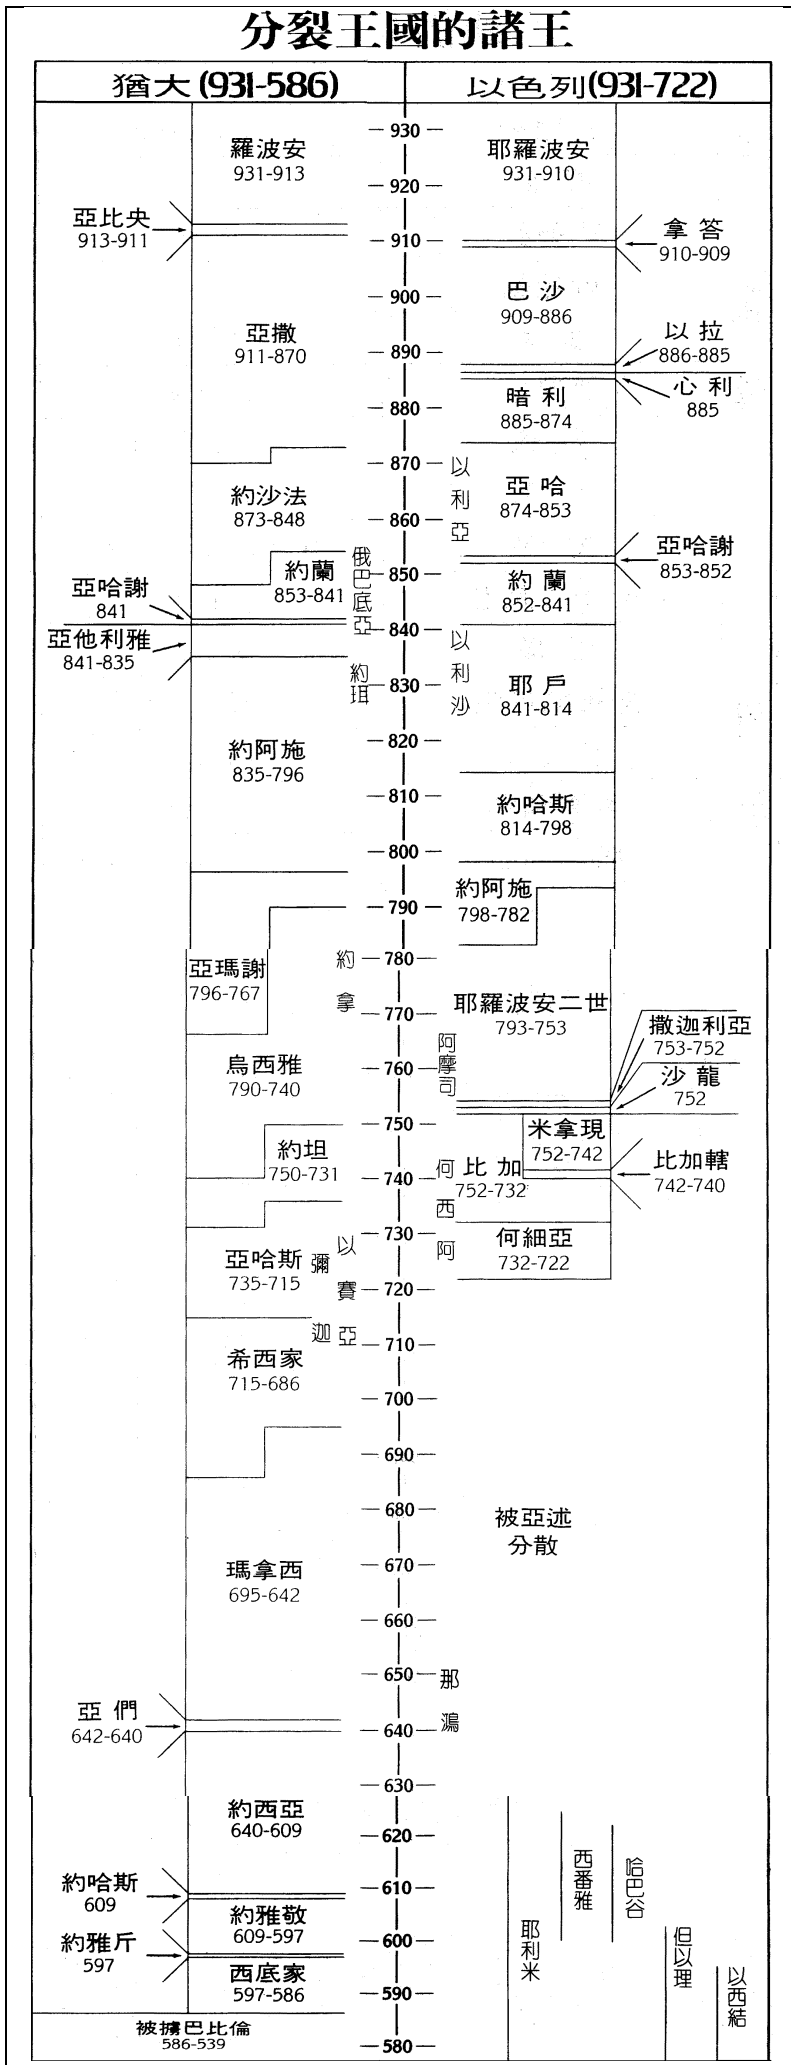 分裂王國的諸王
猶大(931-586)
以色列(931-722)
羅波安
931-913
亞比央
913-911
亞撒
911-870
約沙法
873-848
約蘭
853-841
亞哈謝
841
亞他利雅
841-835
約阿施
835-796
亞瑪謝
796-767
烏西雅
790-740
約坦
750-731
亞哈斯
735-715
希西家
715-686
瑪拿西
695-642
亞們
642-640
約西亞
640-609
約哈斯
609
約雅敬
609-597
約雅斤
597
西底家
597-586
被擄巴比倫
586-539
俄巴底亞
約珥
約拿
以賽亞
彌迦
930
920
910
900
890
880
870
860
850
840
830
820
810
800
790
780
770
760
750
740
730
720
710
700
690
680
670
660
650
640
630
620
610
600
590
580
以利亞
以利沙
阿摩司
何西阿
那鴻
耶羅波安
931-910
拿答
910-909
巴沙
909-886
以拉
886-885
心利
885
暗利
885-874
亞哈
874-853
亞哈謝
853-852
約蘭
852-841
耶戶
841-814
約哈斯
814-798
約阿施
798-782
耶羅波安二世
793-753
撒迦利亞
753-752
沙龍
752
米拿現
752-742
比加
752-732
比加轄
742-740
何細亞
732-722
被亞述
分散
耶利米
西番雅
哈巴谷
但以理
以西結